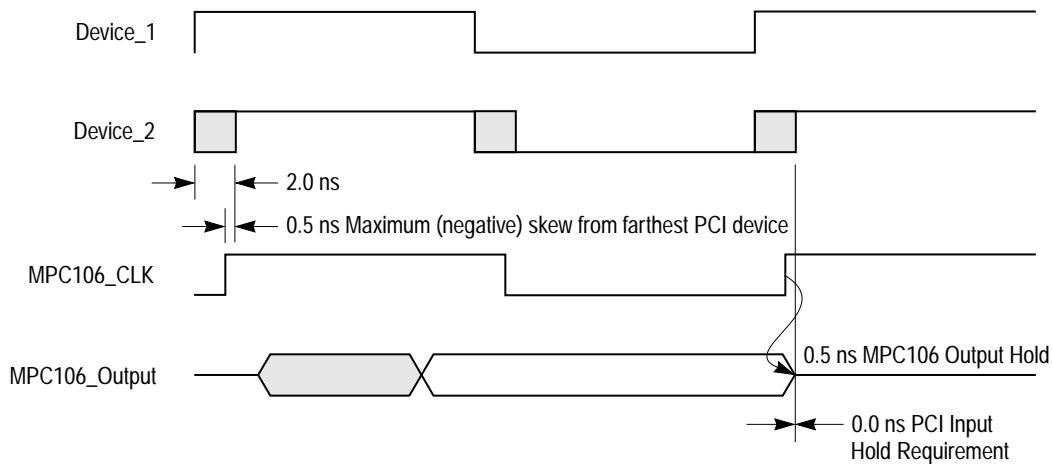 Device_1
Device_2
2.0 ns
0.5 ns Maximum (negative) skew from farthest PCI device
MPC106_CLK
0.5 ns MPC106 Output Hold
MPC106_Output
0.0 ns PCI Input
Hold Requirement